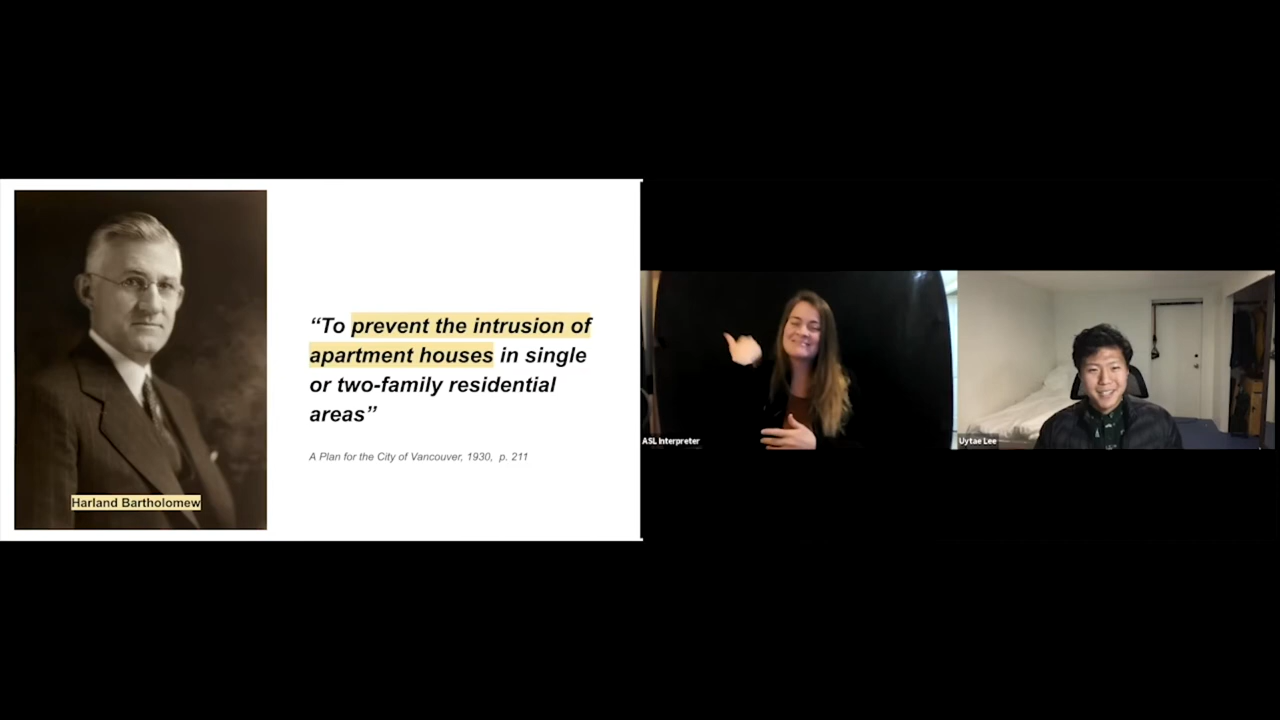 “To prevent the intrusion of
apartment houses in single
or two-family residential
areas”
A Plan for the City of Vancouver, 1930, p. 211
Harland Bartholomew
ASL Interpreter
Uytae Lee